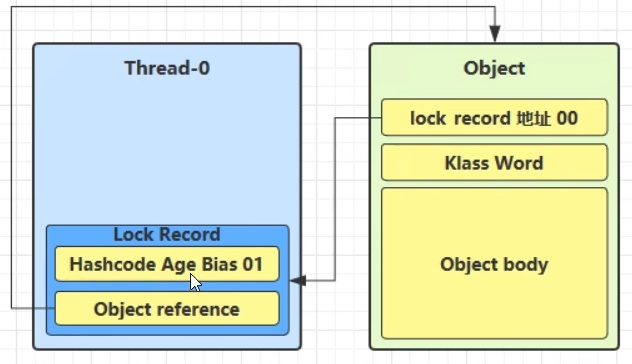 Thread-0
Lock Record
Hashcode Age Bias 01
Object reference
Object
lock record 地址 00
Klass Word
Object body